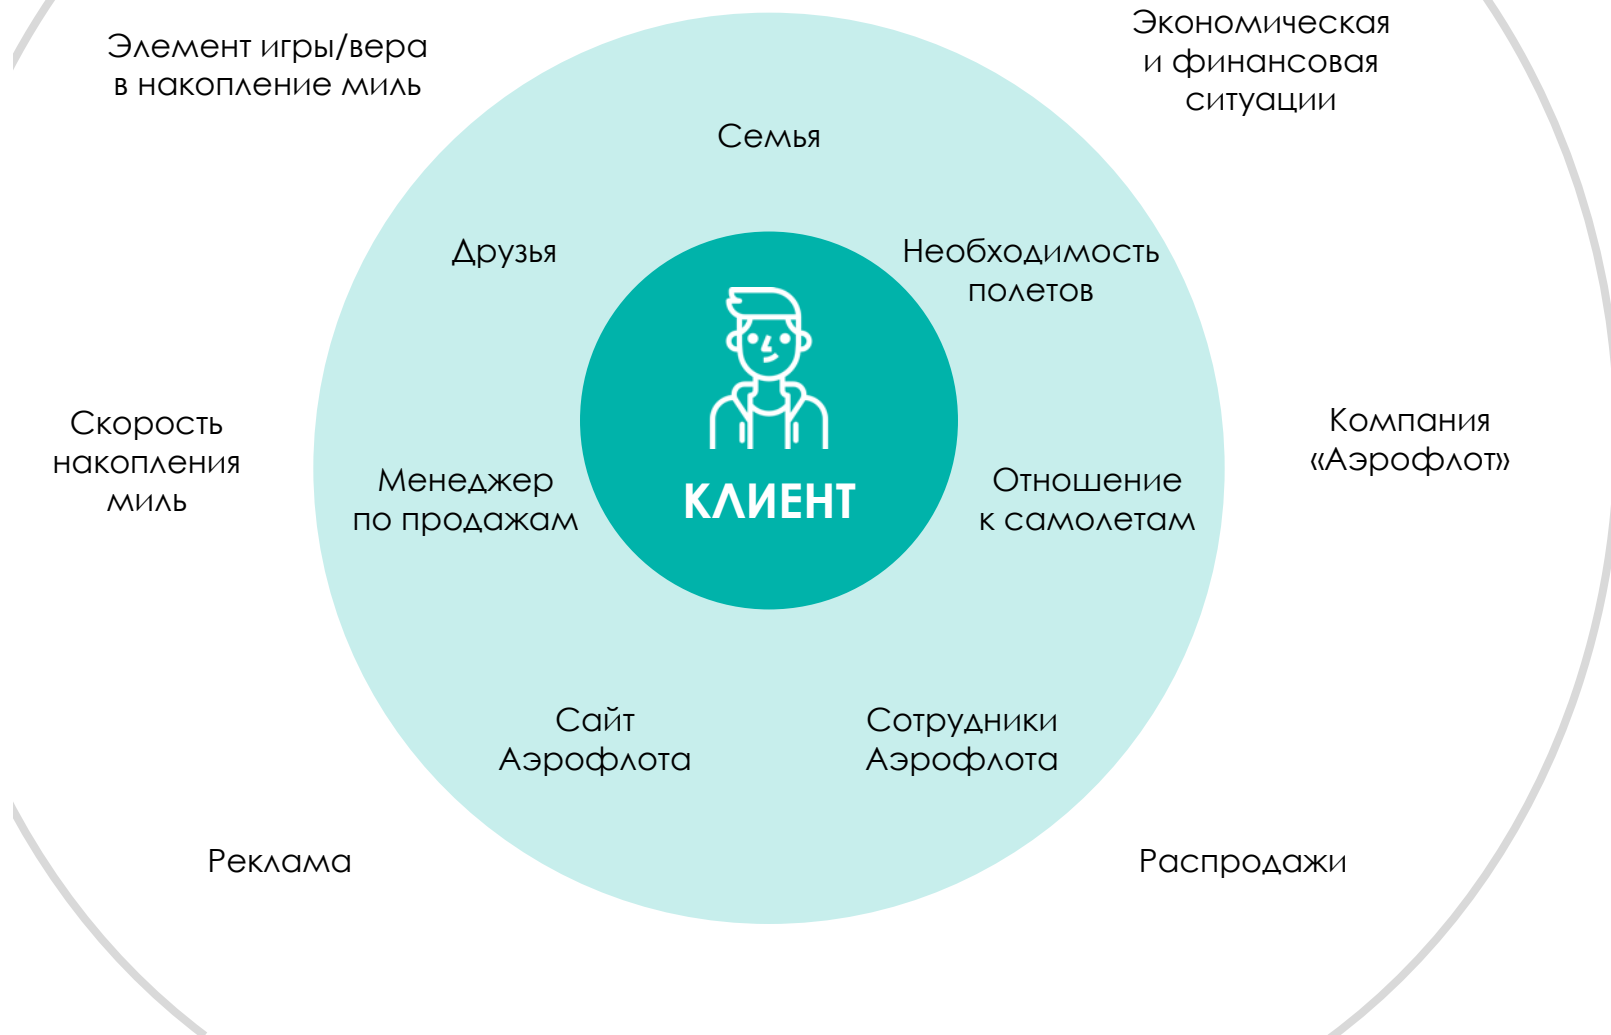 Элемент игры/вера
в накопление миль
Экономическая
и финансовая
ситуации
Семья
Друзья
Необходимость
полетов
Скорость
накопления
миль
Менеджер
по продажам
КЛИЕНТ
Отношение
к самолетам
Компания
«Аэрофлот»
Сайт
Аэрофлота
Сотрудники
Аэрофлота
Реклама
Распродажи